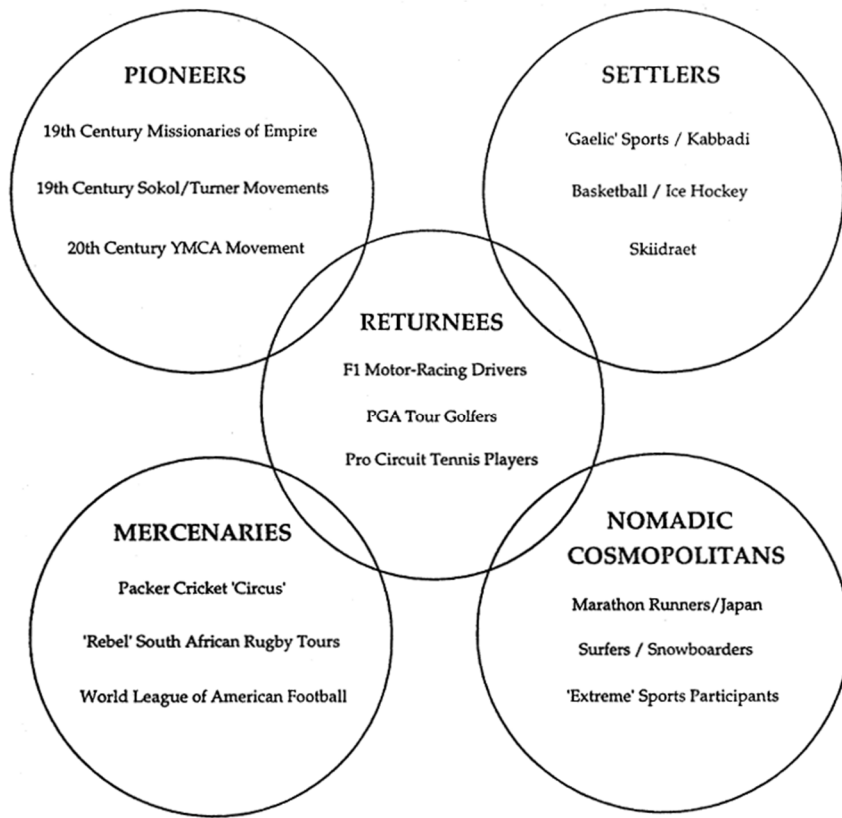 PIONEERS
19th Century Missionaries of Empire
19th Century Sokol/Turner Movements
20th Century YMCA Movement
SETTLERS
'Gaelic' Sports / Kabbadi
Basketball / Ice Hockey
Skiidraet
RETURNEES
F1 Motor-Racing Drivers
PGA Tour Golfers
Pro Circuit Tennis Players
MERCENARIES
Packer Cricket 'Circus'
'Rebel' South African Rugby Tours
World League of American Football
NOMADIC
COSMOPOLITANS
Marathon Runners/Japan
Surfers / Snowboarders
'Extreme' Sports Participants